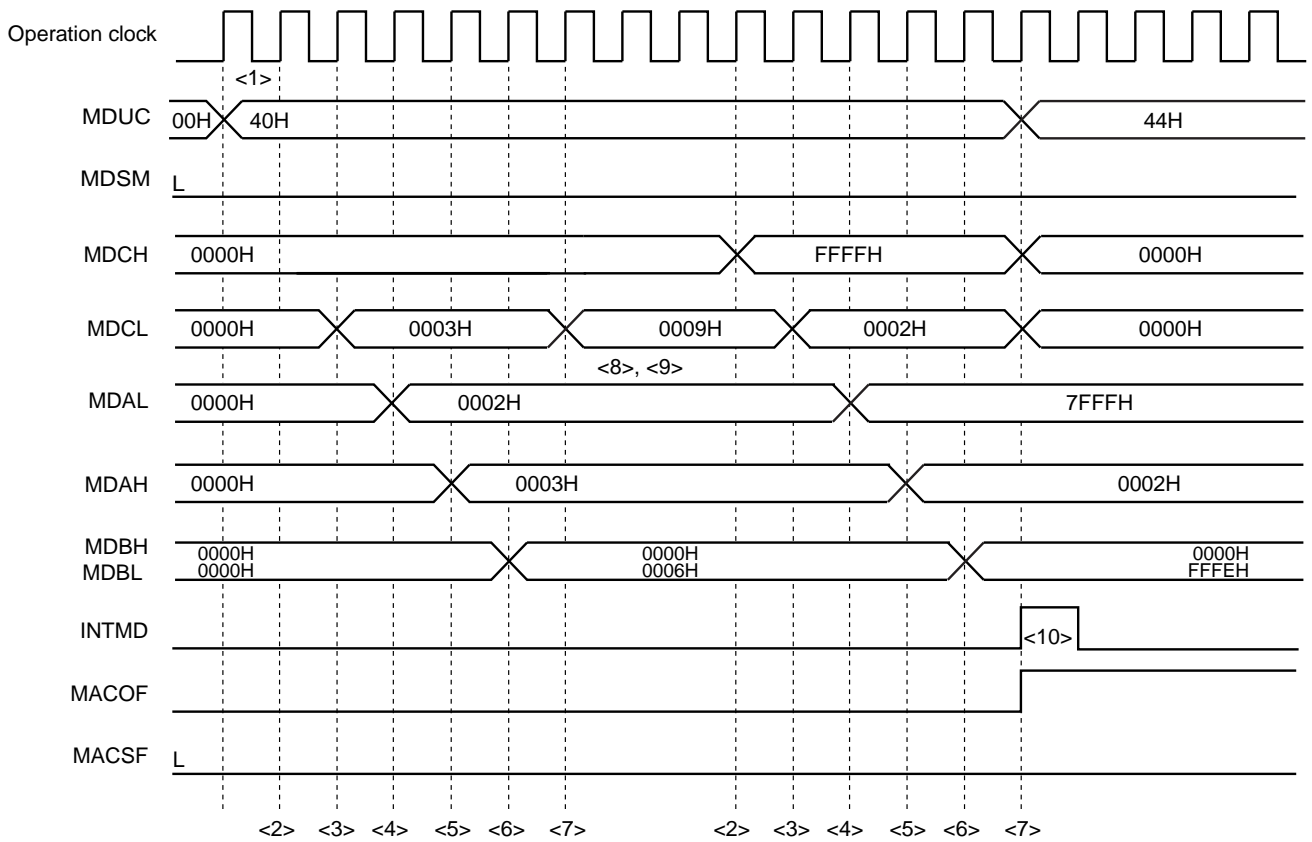 Operation clock
<1>
MDUC 00H 40H 44H
MDSM L
MDCH 0000H FFFFH 0000H
MDCL 0000H 0003H 0009H 0002H 0000H
<8>, <9>
MDAL 0000H 0002H 7FFFH
MDAH 0000H 0003H 0002H
MDBH 0000H 0000H 0000H
MDBL 0000H 0006H FFFEH
INTMD <10>
MACOF
MACSF L
<2> <3> <4> <5> <6> <7> <2> <3> <4> <5> <6> <7>